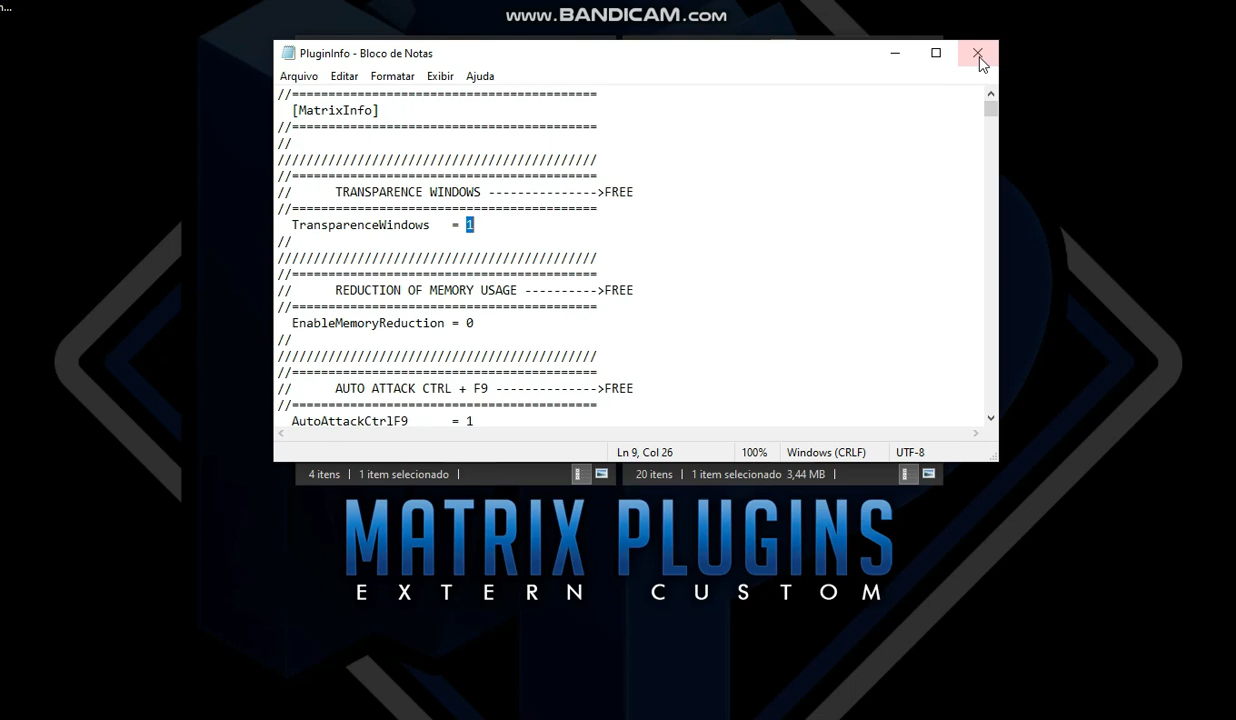 n...
www.BANDICAM.com
PluginInfo - Bloco de Notas
Arquivo Editar Formatar Exibir Ajuda
//==========================================
[MatrixInfo]
//==========================================
//
////////////////////////////////////////////
//==========================================
// TRANSPARENCE WINDOWS --------------->FREE
//==========================================
TransparenceWindows = 1
//
////////////////////////////////////////////
//==========================================
// REDUCTION OF MEMORY USAGE ---------->FREE
//==========================================
EnableMemoryReduction = 0
//
////////////////////////////////////////////
//==========================================
// AUTO ATTACK CTRL + F9 -------------->FREE
//==========================================
AutoAttackCtrlF9 = 1
Ln 9, Col 26 100% Windows (CRLF) UTF-8
4 itens 1 item selecionado 20 itens 1 item selecionado 3,44 MB
MATRIX PLUGINS
EXTERN CUSTOM